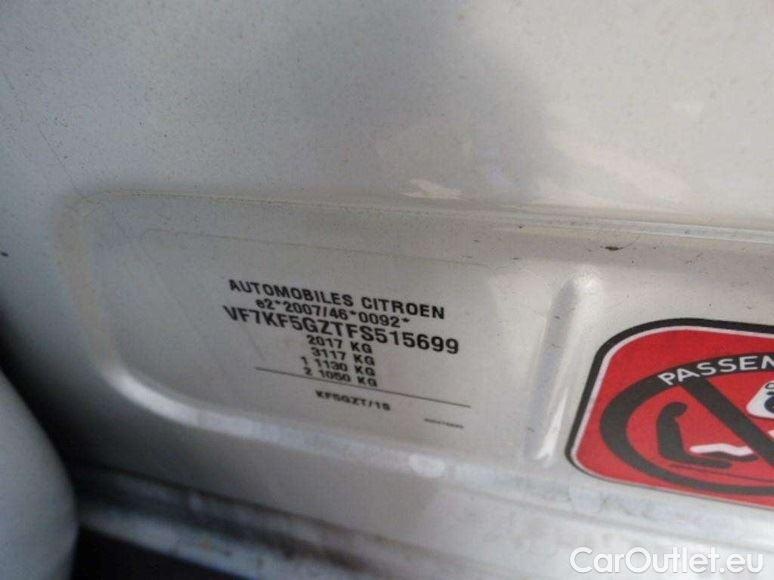 AUTOMOBILES CITROEN
e2*2007/46*0092*
VF7KF5GZTFS515699
2017 KG
3117 KG
1 1130 KG
2 1050 KG
KF5GZT/1S
PASSEN
CarOutlet.eu